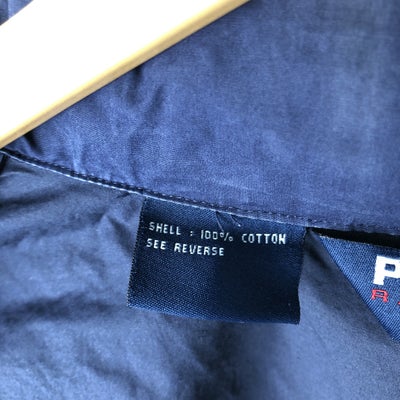 SHELL : 100% COTTON
SEE REVERSE
P
R